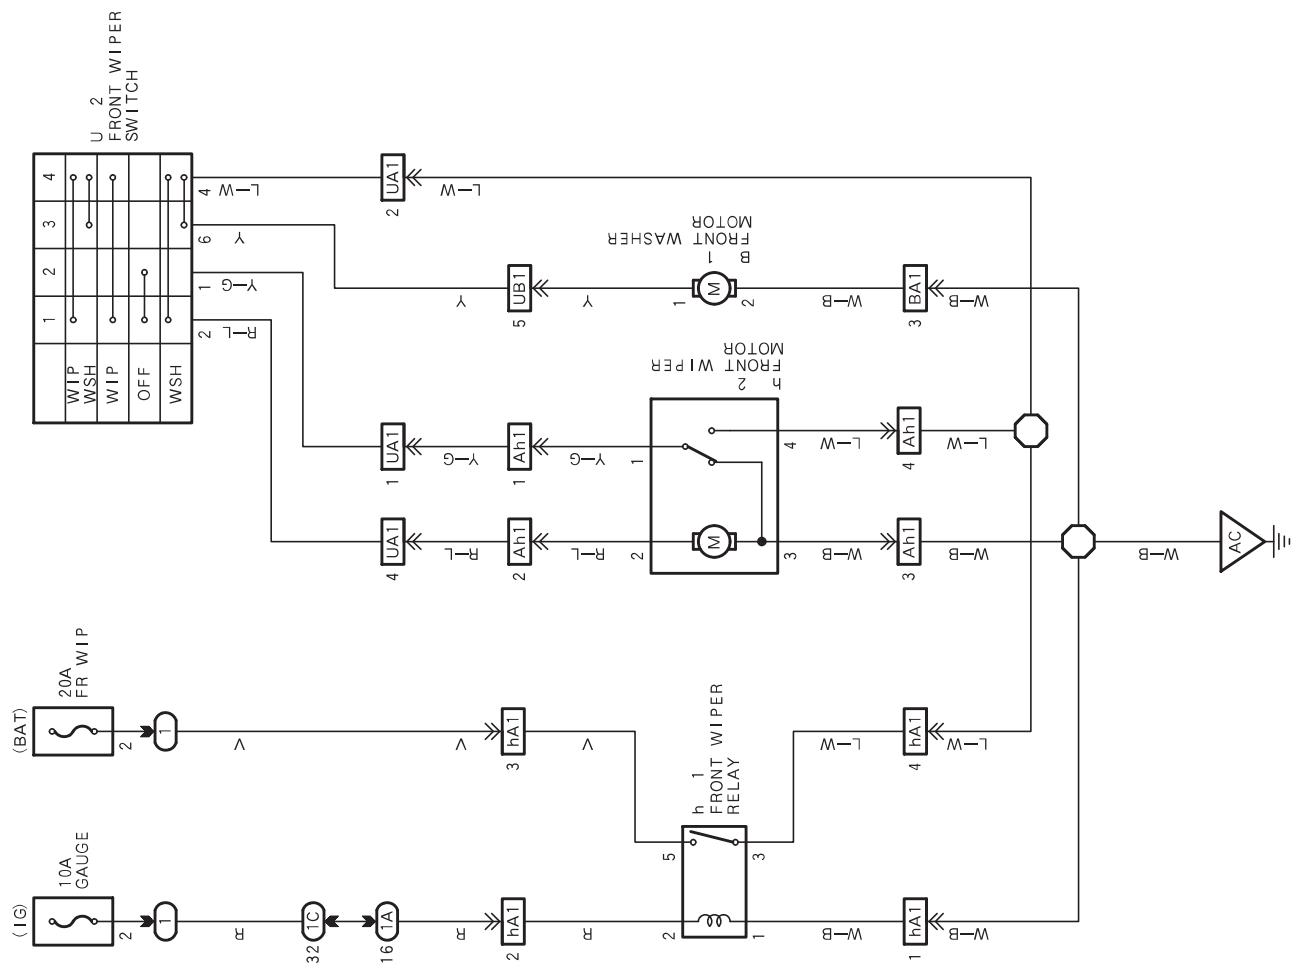 U 2
FRONT WIPER
SWITCH
1 2 3 4
WIP
WSH
WIP
OFF
WSH
2 1 6 4
R-L
Y-G
Y
L-W
UA1
2
L-W
Y
UB1
5
Y
B 1
FRONT WASHER
MOTOR
1
M
2
W-B
BA1
3
W-B
h 2
FRONT WIPER
MOTOR
UA1
1
Y-G
Ah1
1
Y-G
1
4
L-W
Ah1
4
L-W
UA1
4
R-L
Ah1
2
R-L
2
M
3
W-B
Ah1
3
W-B
W-B
AC
(BAT)
20A
FR WIP
2
1
V
V
hA1
3
V
5
h 1
FRONT WIPER
RELAY
3
L-W
hA1
4
L-W
(IG)
10A
GAUGE
2
1
R
1C
32
1A
16
R
hA1
2
R
2
1
W-B
hA1
1
W-B